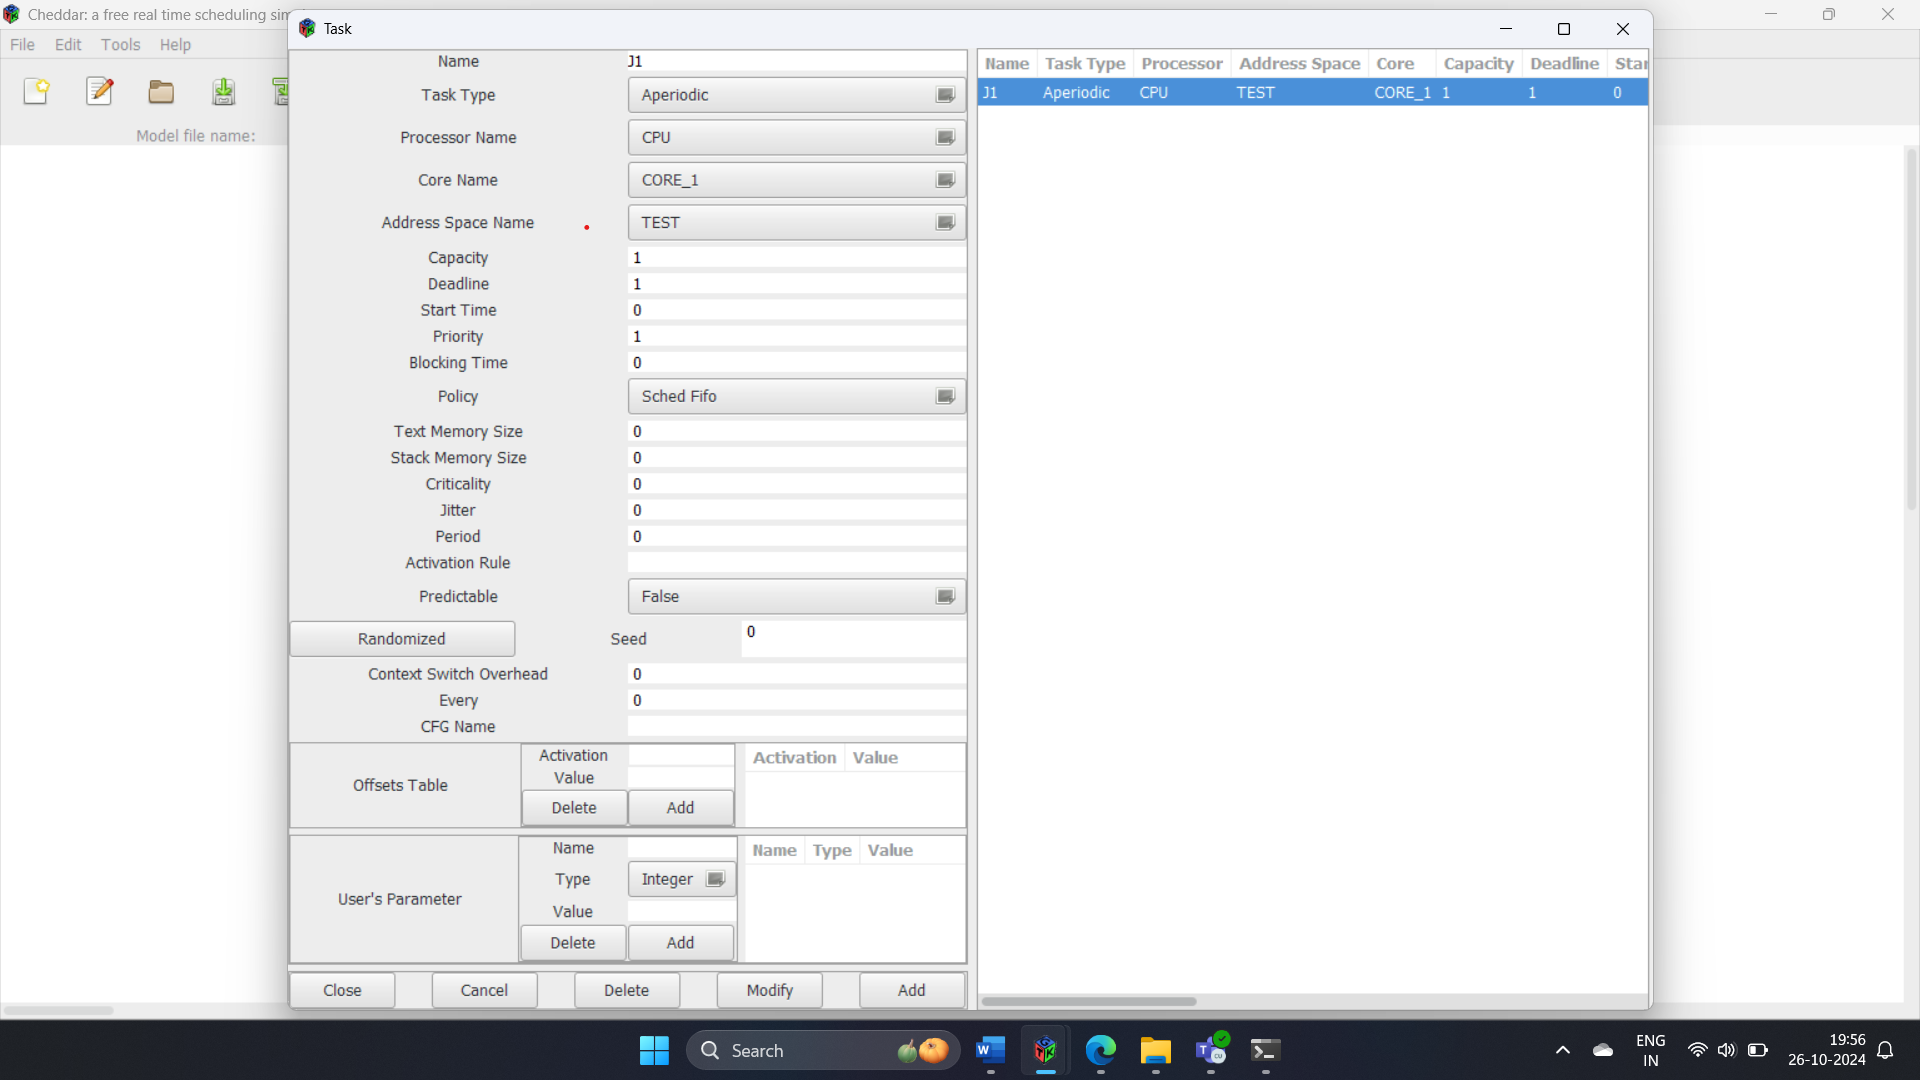 Cheddar: a free real time scheduling sim
Task
File Edit Tools Help
Model file name:
Name J1
Task Type Aperiodic
Processor Name CPU
Core Name CORE_1
Address Space Name TEST
Capacity 1
Deadline 1
Start Time 0
Priority 1
Blocking Time 0
Policy Sched Fifo
Text Memory Size 0
Stack Memory Size 0
Criticality 0
Jitter 0
Period 0
Activation Rule
Predictable False
Randomized Seed 0
Context Switch Overhead 0
Every 0
CFG Name
Offsets Table
Activation
Value
Delete Add
Activation Value
User's Parameter
Name
Type Integer
Value
Delete Add
Name Type Value
Close Cancel Delete Modify Add
Name Task Type Processor Address Space Core Capacity Deadline Star
J1 Aperiodic CPU TEST CORE_1 1 1 0
Search
ENG
IN
19:56
26-10-2024